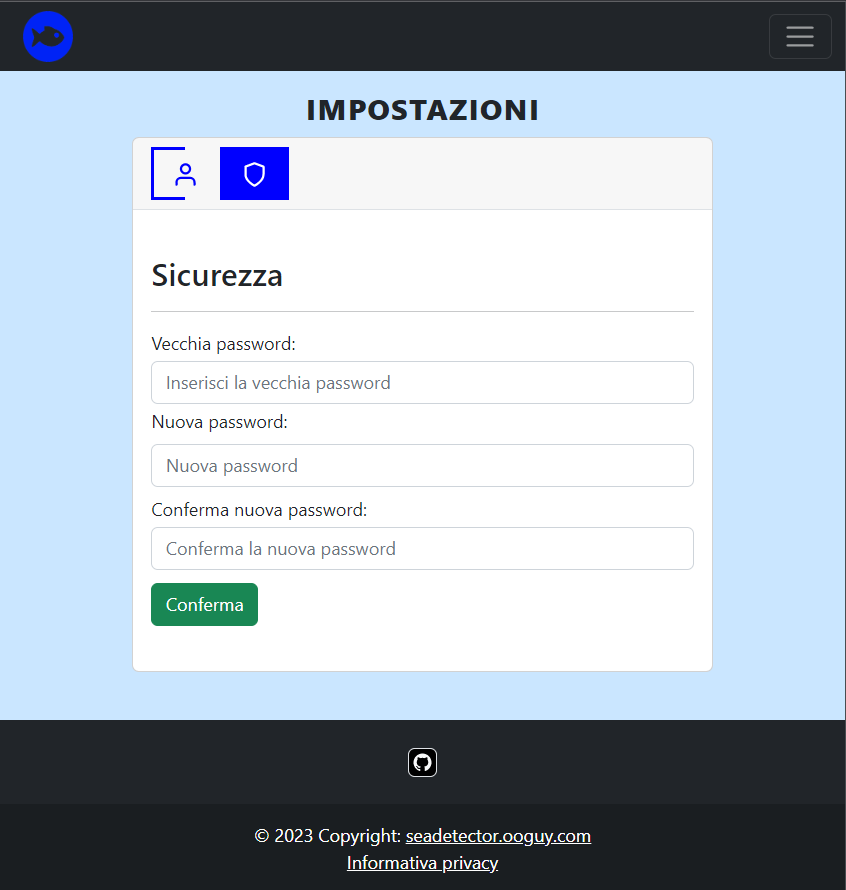 IMPOSTAZIONI
Sicurezza
Vecchia password:
Inserisci la vecchia password
Nuova password:
Nuova password
Conferma nuova password:
Conferma la nuova password
Conferma
© 2023 Copyright: seadetector.ooguy.com
Informativa privacy